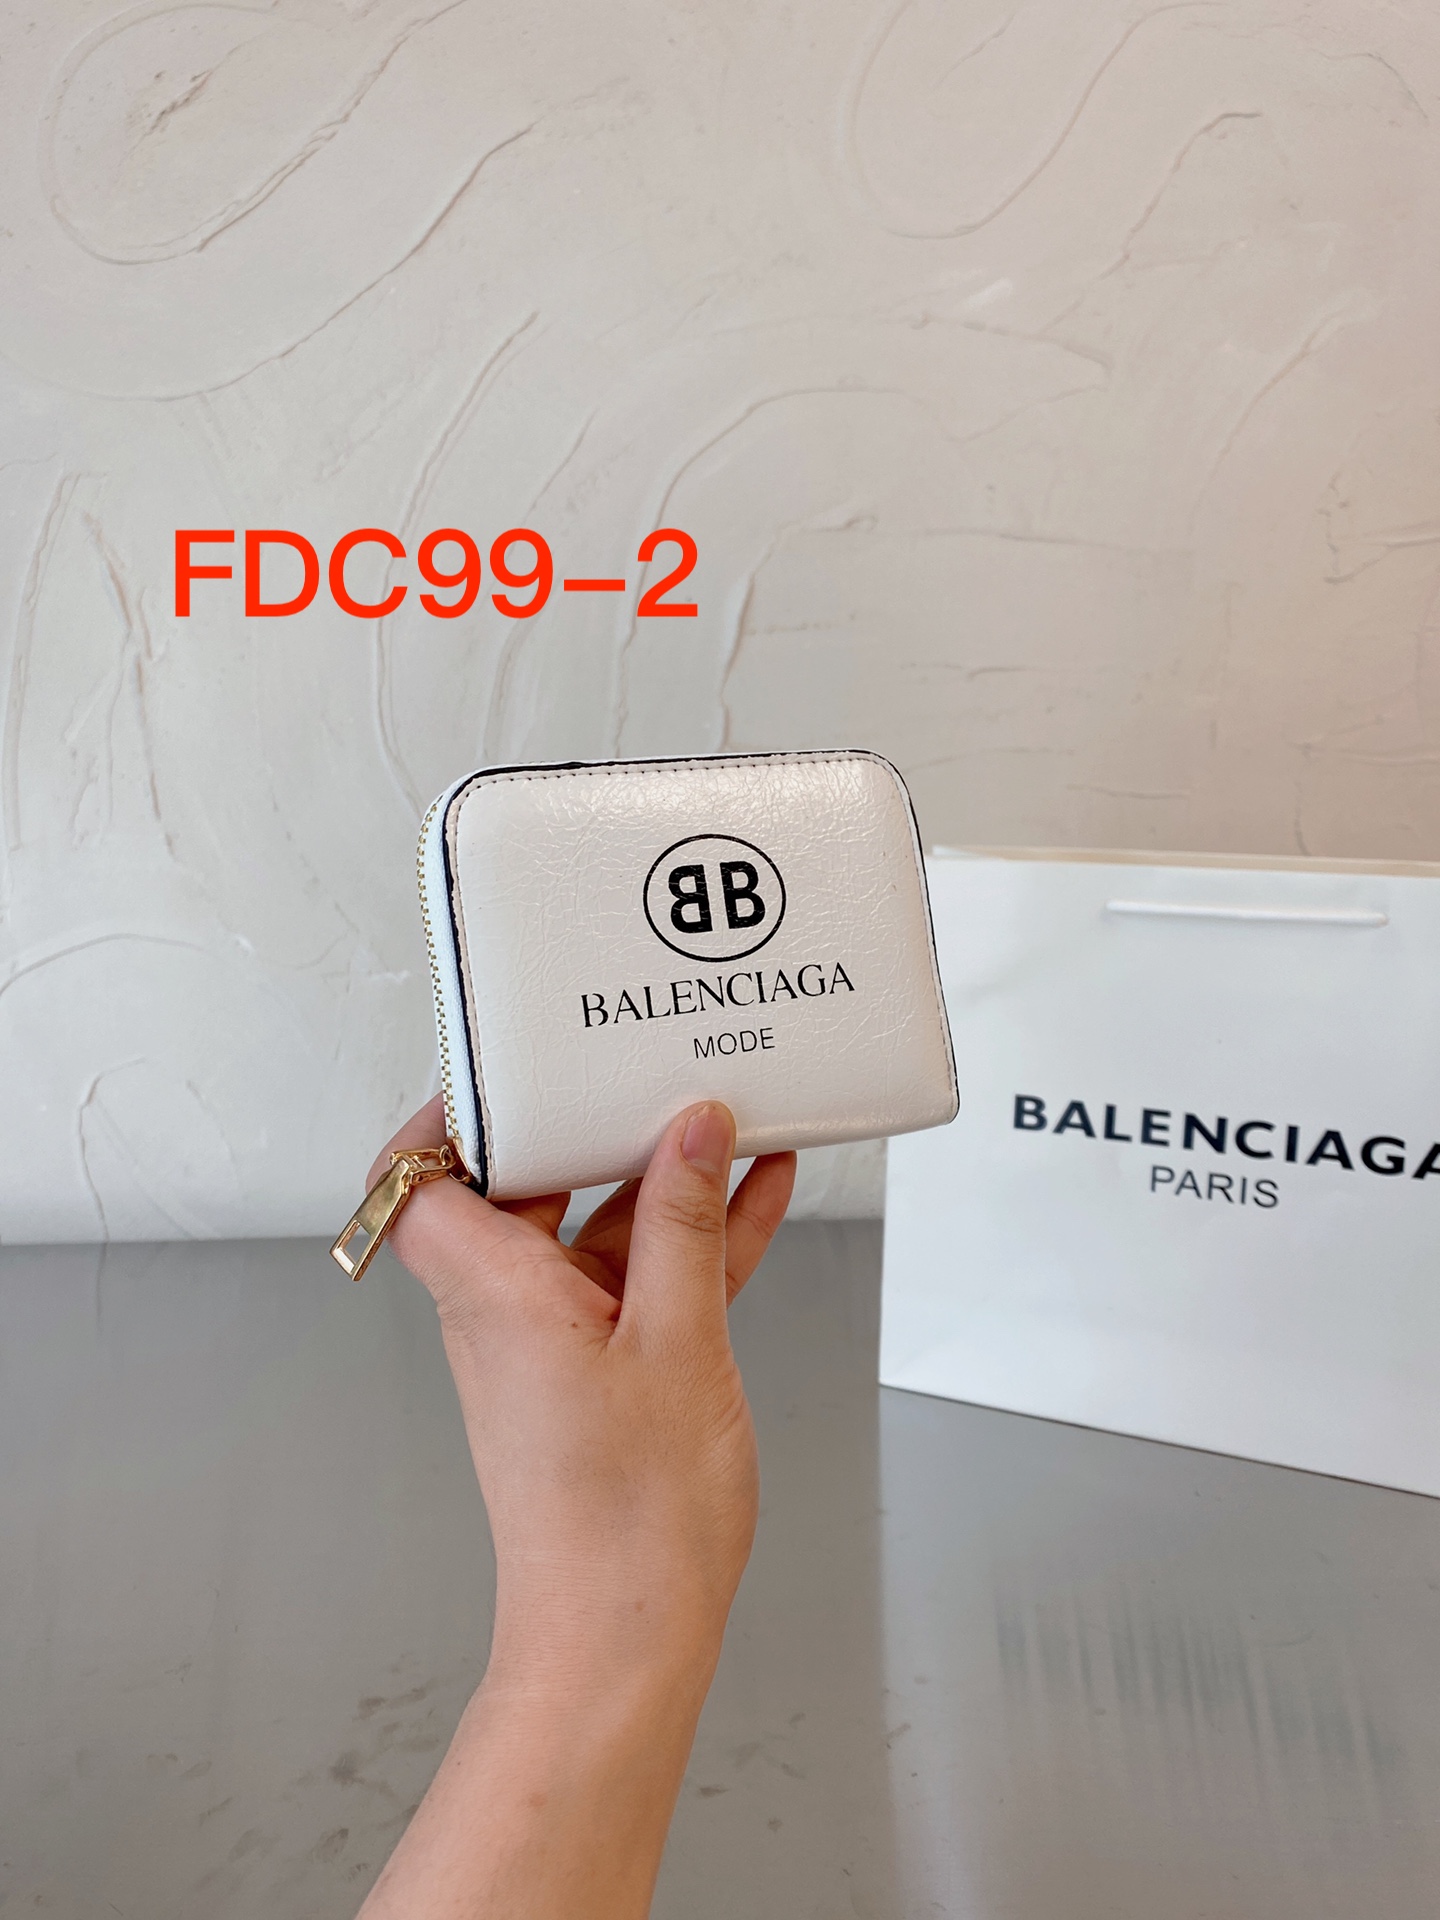 FDC99-2
BB
BALENCIAGA
MODE
BALENCIAGA
PARIS